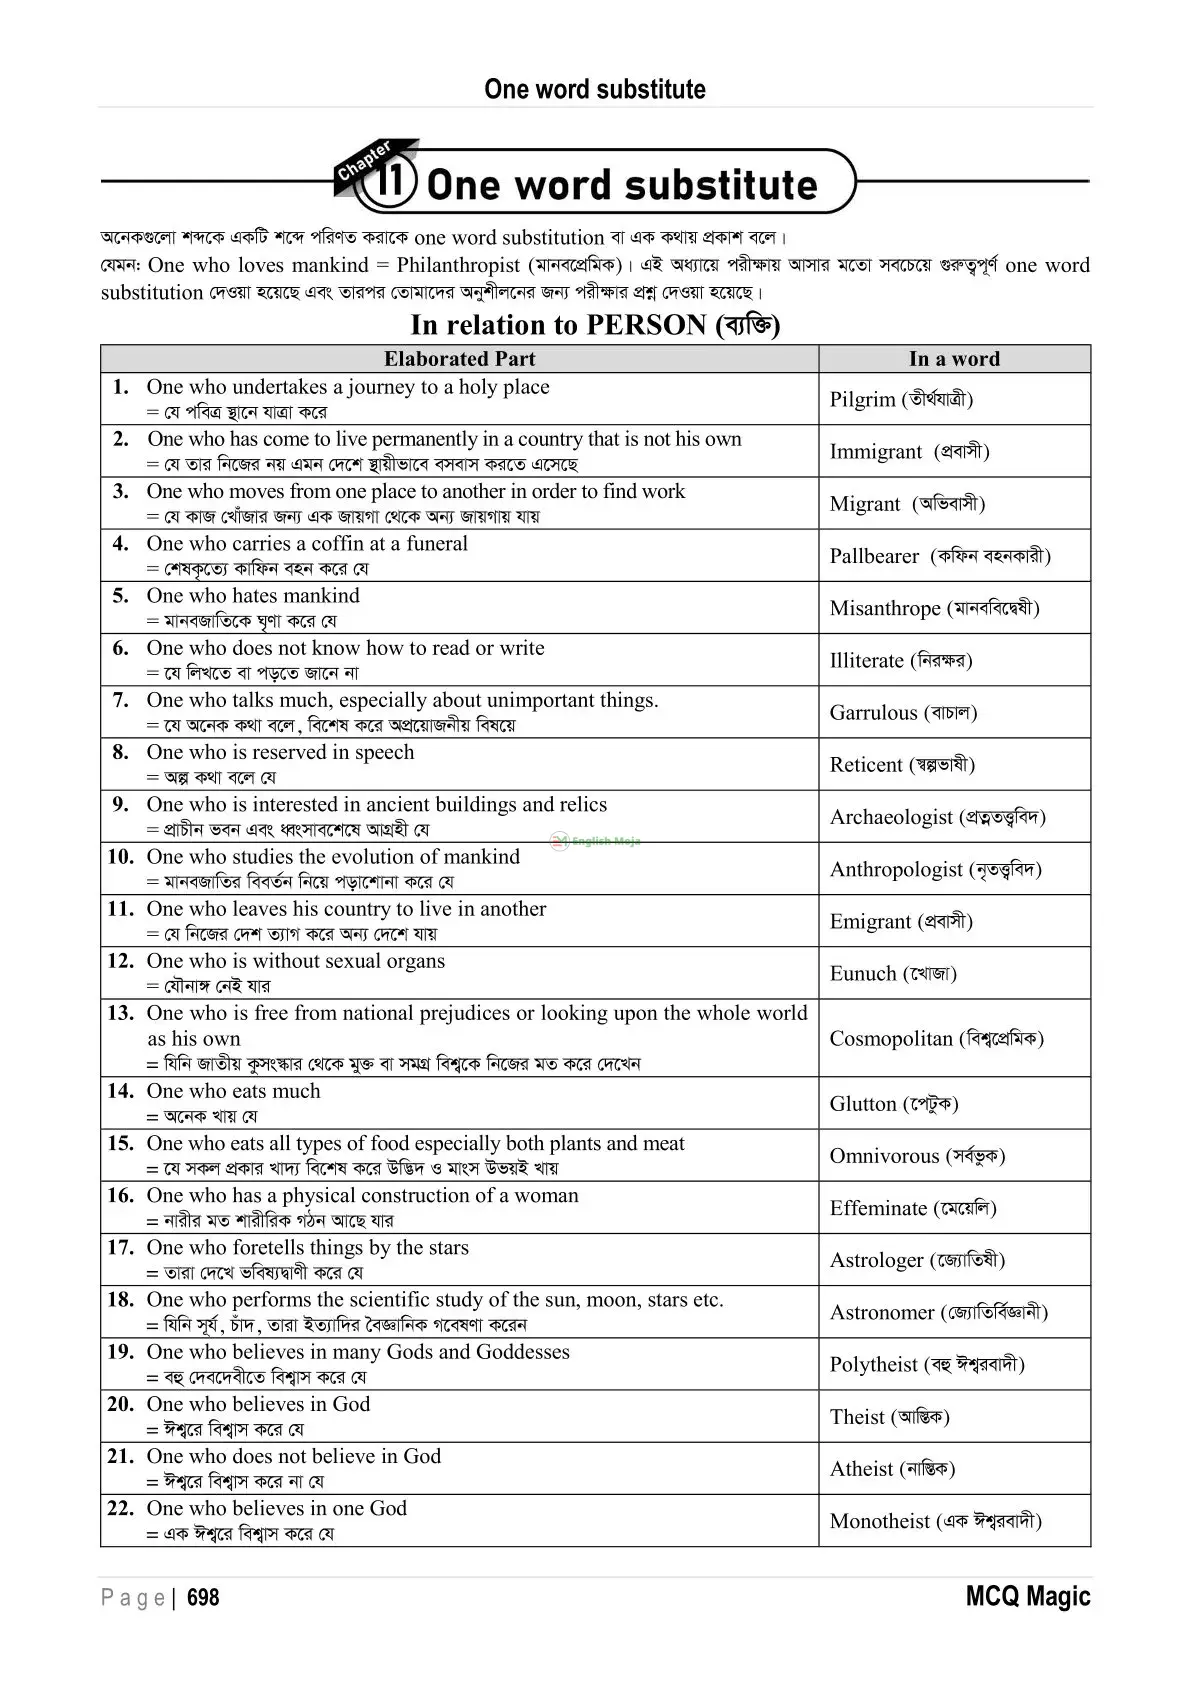 One word substitute
Chapter
11 One word substitute
অনেকগুলো শব্দকে একটি শব্দে পরিণত করাকে one word substitution বা এক কথায় প্রকাশ বলে।
যেমন: One who loves mankind = Philanthropist (মানবপ্রেমিক)। এই অধ্যায়ে পরীক্ষায় আসার মতো সবচেয়ে গুরুত্বপূর্ণ one word
substitution দেওয়া হয়েছে এবং তারপর তোমাদের অনুশীলনের জন্য পরীক্ষার প্রশ্ন দেওয়া হয়েছে।
In relation to PERSON (ব্যক্তি)
Elaborated Part In a word
1. One who undertakes a journey to a holy place
= যে পবিত্র স্থানে যাত্রা করে
Pilgrim (তীর্থযাত্রী)
2. One who has come to live permanently in a country that is not his own
= যে তার নিজের নয় এমন দেশে স্থায়ীভাবে বসবাস করতে এসেছে
Immigrant (প্রবাসী)
3. One who moves from one place to another in order to find work
= যে কাজ খোঁজার জন্য এক জায়গা থেকে অন্য জায়গায় যায়
Migrant (অভিবাসী)
4. One who carries a coffin at a funeral
= শেষকৃত্যে কাফিন বহন করে যে
Pallbearer (কফিন বহনকারী)
5. One who hates mankind
= মানবজাতিকে ঘৃণা করে যে
Misanthrope (মানববিদ্বেষী)
6. One who does not know how to read or write
= যে লিখতে বা পড়তে জানে না
Illiterate (নিরক্ষর)
7. One who talks much, especially about unimportant things.
= যে অনেক কথা বলে, বিশেষ করে অপ্রয়োজনীয় বিষয়ে
Garrulous (বাচাল)
8. One who is reserved in speech
= অল্প কথা বলে যে
Reticent (স্বল্পভাষী)
9. One who is interested in ancient buildings and relics
= প্রাচীন ভবন এবং ধ্বংসাবশেষে আগ্রহী যে
Archaeologist (প্রত্নতত্ত্ববিদ)
English Moja
10. One who studies the evolution of mankind
= মানবজাতির বিবর্তন নিয়ে পড়াশোনা করে যে
Anthropologist (নৃতত্ত্ববিদ)
11. One who leaves his country to live in another
= যে নিজের দেশ ত্যাগ করে অন্য দেশে যায়
Emigrant (প্রবাসী)
12. One who is without sexual organs
= যৌনাঙ্গ নেই যার
Eunuch (খোজা)
13. One who is free from national prejudices or looking upon the whole world
as his own
= যিনি জাতীয় কুসংস্কার থেকে মুক্ত বা সমগ্র বিশ্বকে নিজের মত করে দেখেন
Cosmopolitan (বিশ্বপ্রেমিক)
14. One who eats much
= অনেক খায় যে
Glutton (পেটুক)
15. One who eats all types of food especially both plants and meat
= যে সকল প্রকার খাদ্য বিশেষ করে উদ্ভিদ ও মাংস উভয়ই খায়
Omnivorous (সর্বভুক)
16. One who has a physical construction of a woman
= নারীর মত শারীরিক গঠন আছে যার
Effeminate (মেয়েলি)
17. One who foretells things by the stars
= তারা দেখে ভবিষ্যদ্বাণী করে যে
Astrologer (জ্যোতিষী)
18. One who performs the scientific study of the sun, moon, stars etc.
= যিনি সূর্য, চাঁদ, তারা ইত্যাদির বৈজ্ঞানিক গবেষণা করেন
Astronomer (জ্যোতির্বিজ্ঞানী)
19. One who believes in many Gods and Goddesses
= বহু দেবদেবীতে বিশ্বাস করে যে
Polytheist (বহু ঈশ্বরবাদী)
20. One who believes in God
= ঈশ্বরে বিশ্বাস করে যে
Theist (আস্তিক)
21. One who does not believe in God
= ঈশ্বরে বিশ্বাস করে না যে
Atheist (নাস্তিক)
22. One who believes in one God
= এক ঈশ্বরে বিশ্বাস করে যে
Monotheist (এক ঈশ্বরবাদী)
Page| 698 MCQ Magic